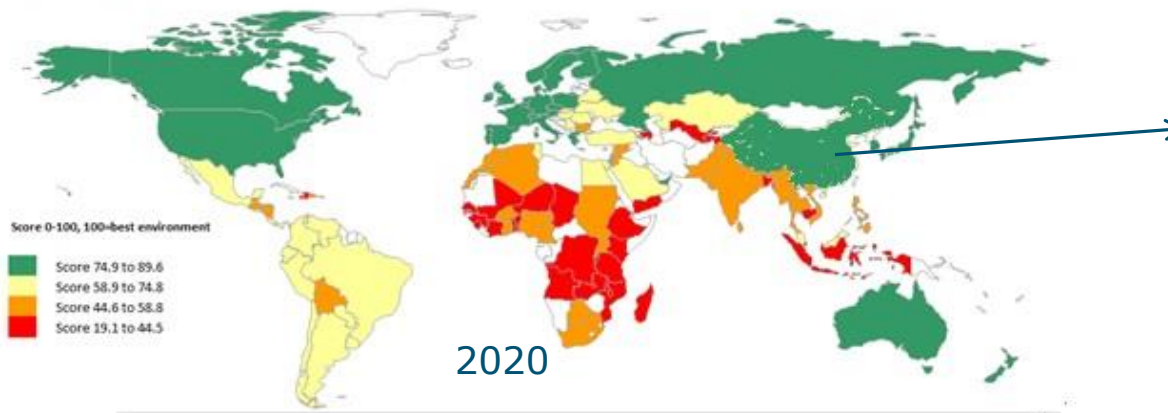 Score 0-100, 100=best environment
Score 74.9 to 89.6
Score 58.9 to 74.8
Score 44.6 to 58.8
Score 19.1 to 44.5
2020